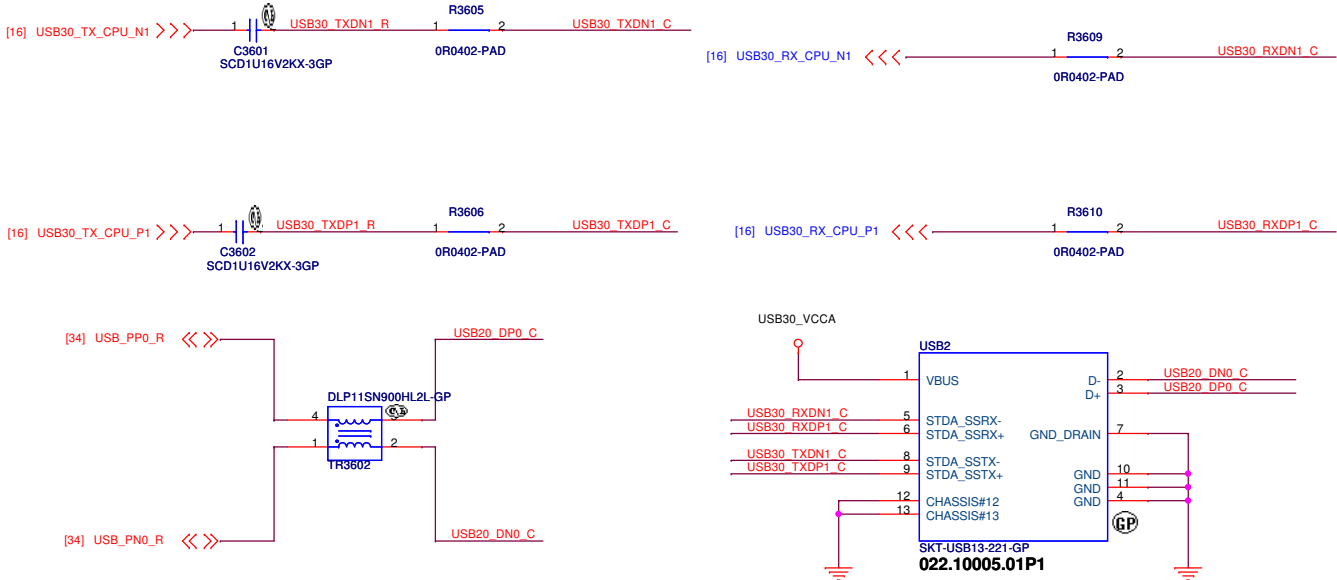 [16] USB30_TX_CPU_N1
1
USB30_TXDN1_R
C3601
SCD1U16V2KX-3GP
R3605
1
2
0R0402-PAD
USB30_TXDN1_C
[16] USB30_RX_CPU_N1
R3609
1
2
0R0402-PAD
USB30_RXDN1_C
[16] USB30_TX_CPU_P1
1
USB30_TXDP1_R
C3602
SCD1U16V2KX-3GP
R3606
1
2
0R0402-PAD
USB30_TXDP1_C
[16] USB30_RX_CPU_P1
R3610
1
2
0R0402-PAD
USB30_RXDP1_C
[34] USB_PP0_R
USB20_DP0_C
DLP11SN900HL2L-GP
4
1
2
TR3602
[34] USB_PN0_R
USB20_DN0_C
USB30_VCCA
USB2
1 VBUS
D- 2 USB20_DN0_C
D+ 3 USB20_DP0_C
USB30_RXDN1_C 5 STDA_SSRX-
USB30_RXDP1_C 6 STDA_SSRX+
GND_DRAIN 7
USB30_TXDN1_C 8 STDA_SSTX-
USB30_TXDP1_C 9 STDA_SSTX+
GND 10
GND 11
GND 4
12 CHASSIS#12
13 CHASSIS#13
GP
SKT-USB13-221-GP
022.10005.01P1